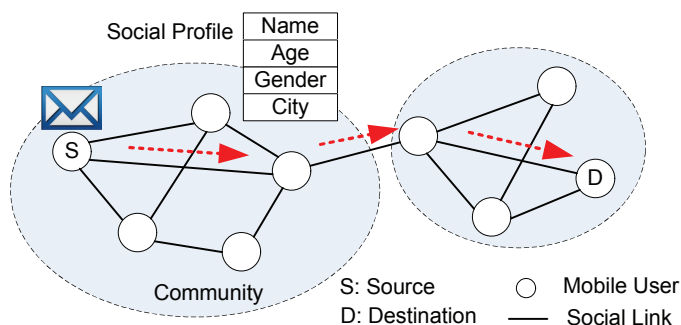 Social Profile
Name
Age
Gender
City
S
D
Community
S: Source
Mobile User
D: Destination
Social Link